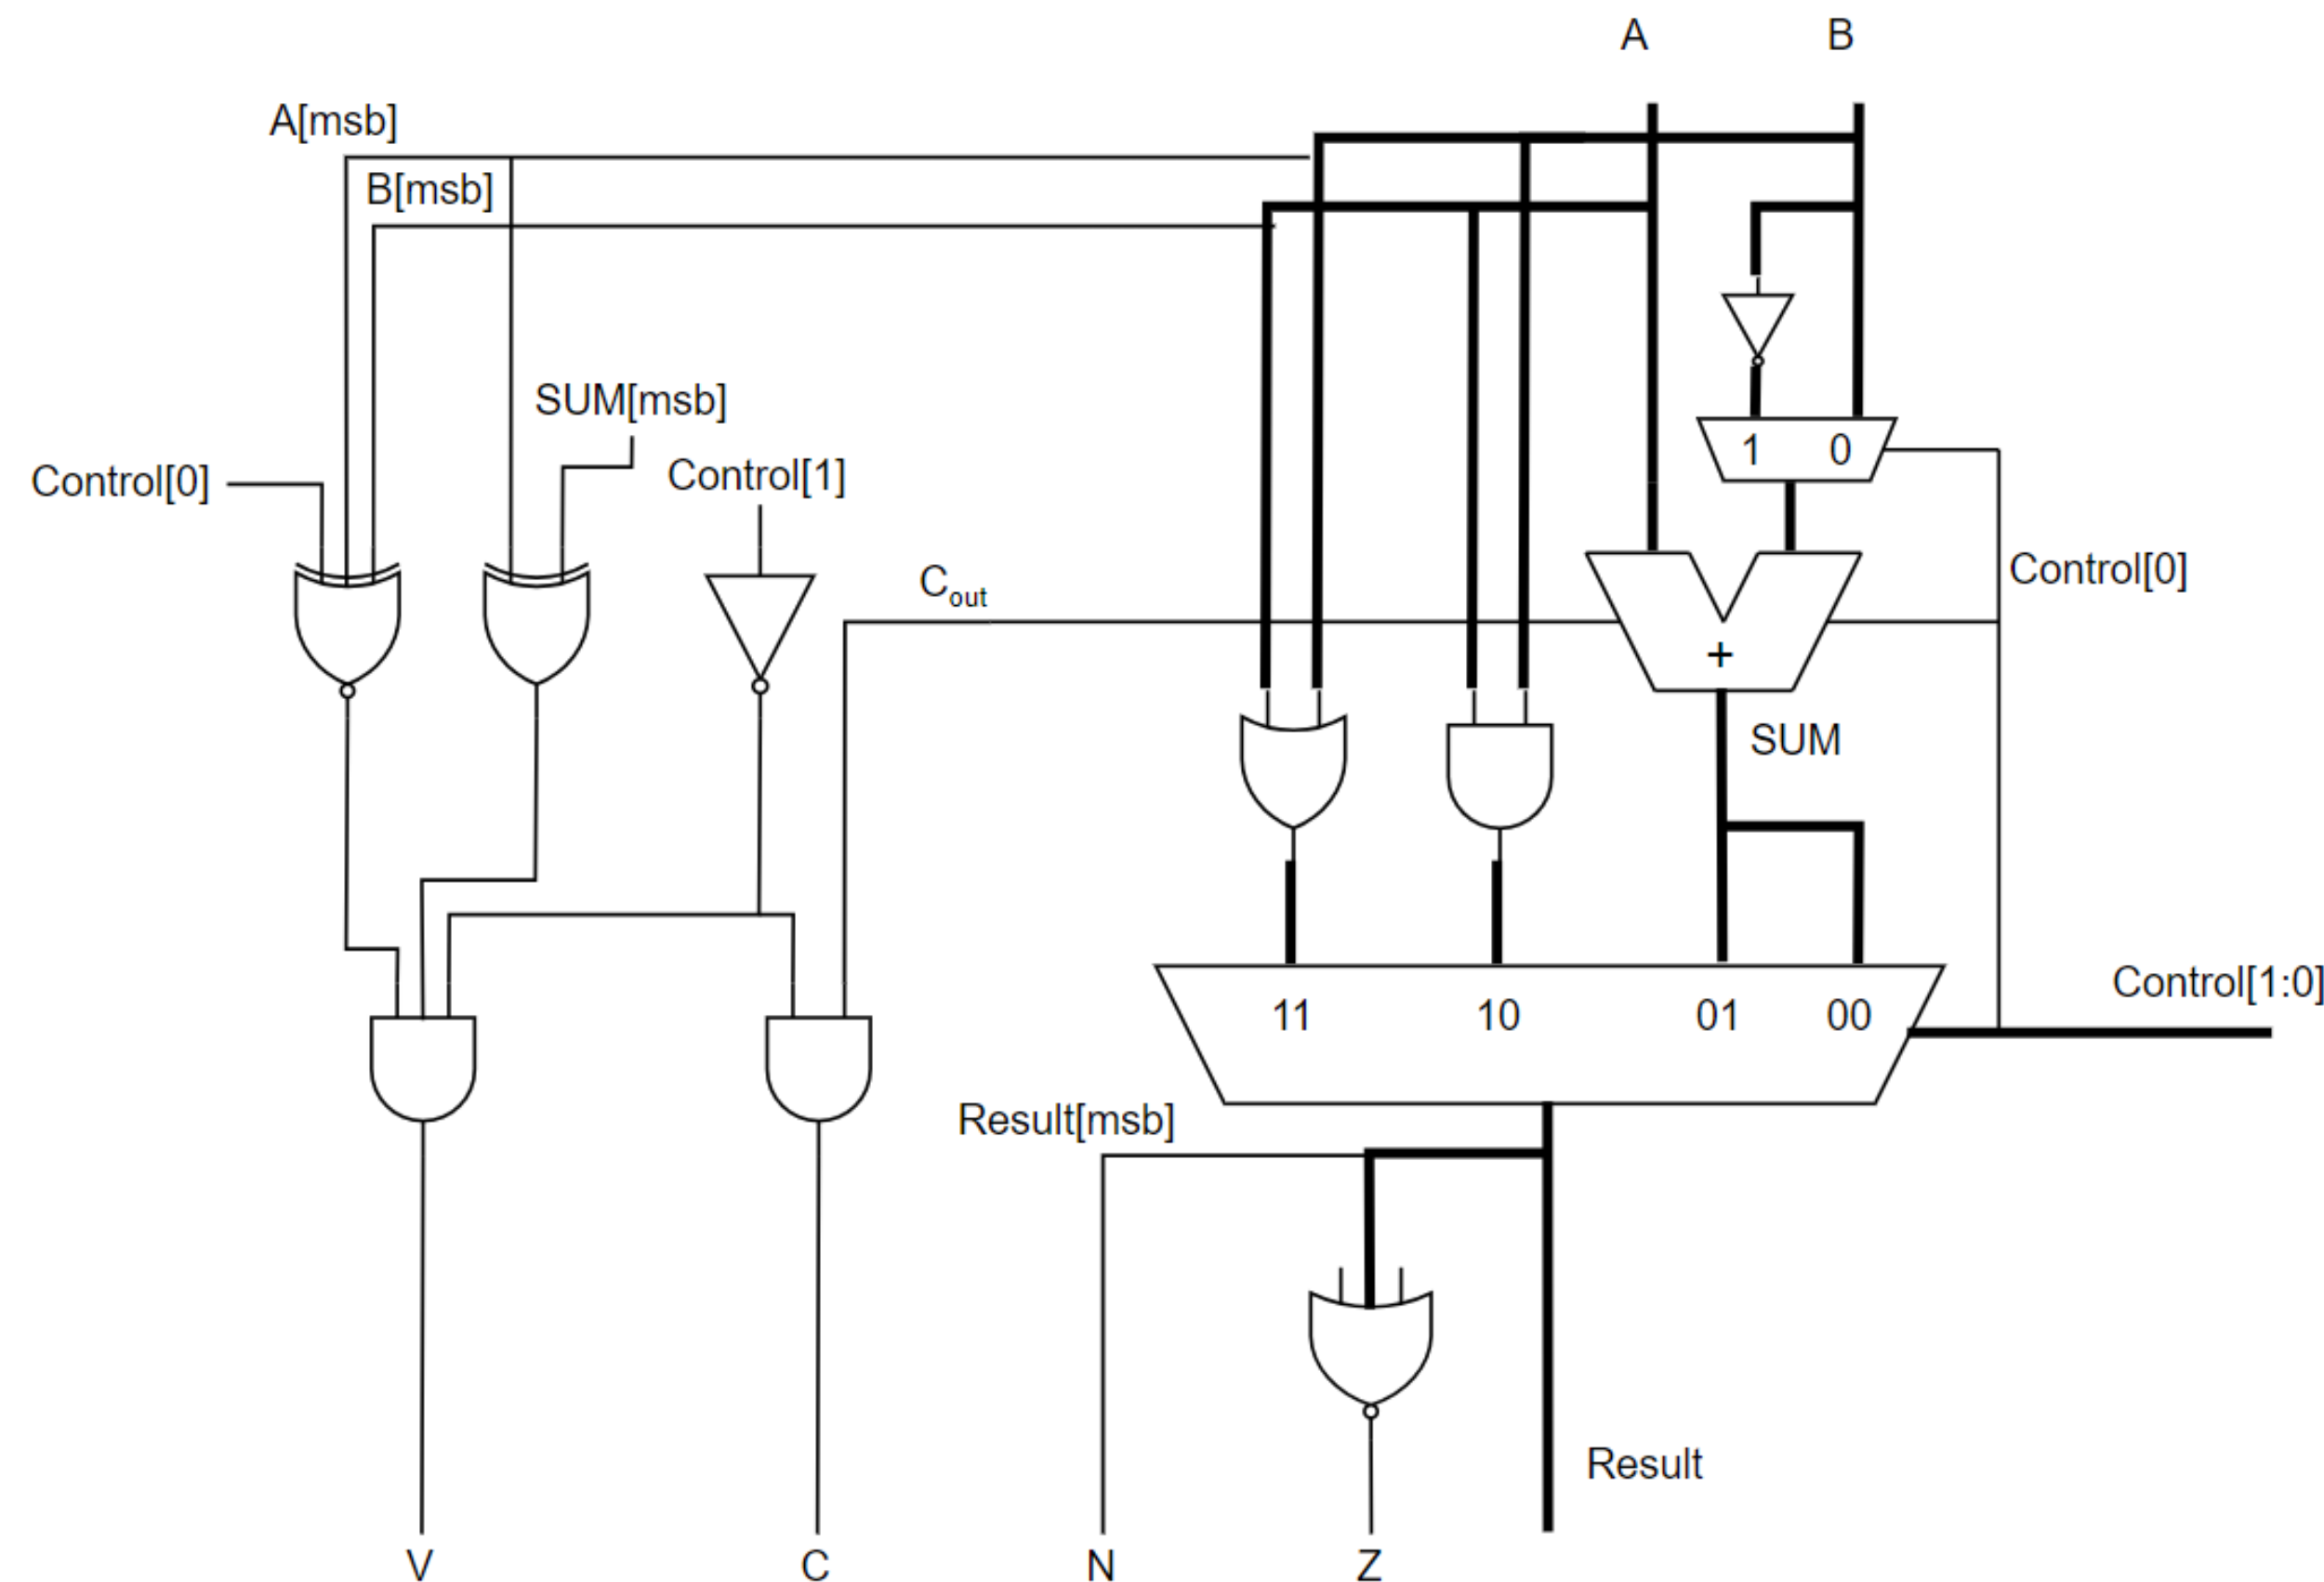 A
B
A[msb]
B[msb]
SUM[msb]
Control[0]
Control[1]
1 0
Control[0]
Cout
+
SUM
Control[1:0]
11 10 01 00
Result[msb]
Result
V
C
N
Z